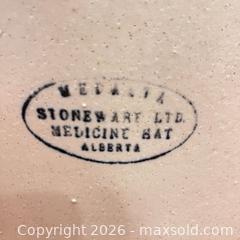 MEDALTA
STONEWARE LTD.
MEDICINE HAT
ALBERTA
Copyright 2026 - maxsold.com